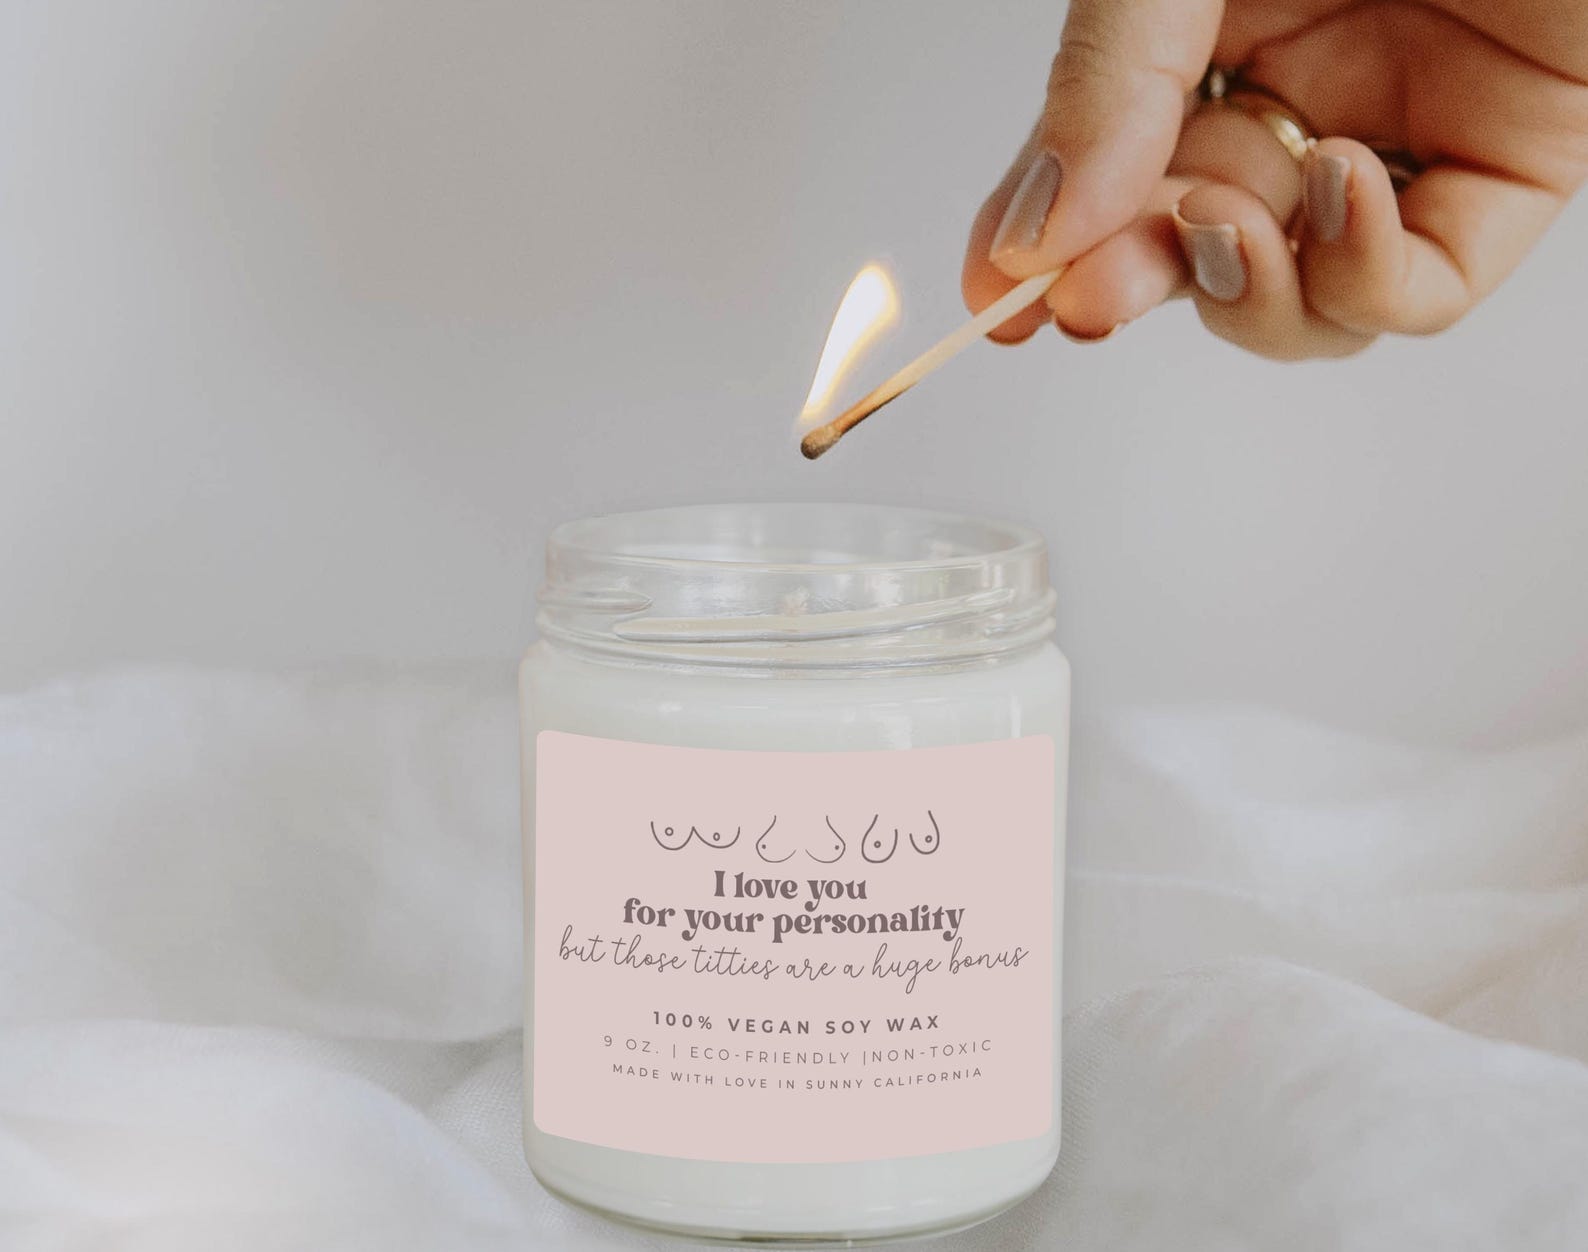 I love you
for your personality
but those titties are a huge bonus
100% VEGAN SOY WAX
9 OZ. | ECO-FRIENDLY |NON-TOXIC
MADE WITH LOVE IN SUNNY CALIFORNIA